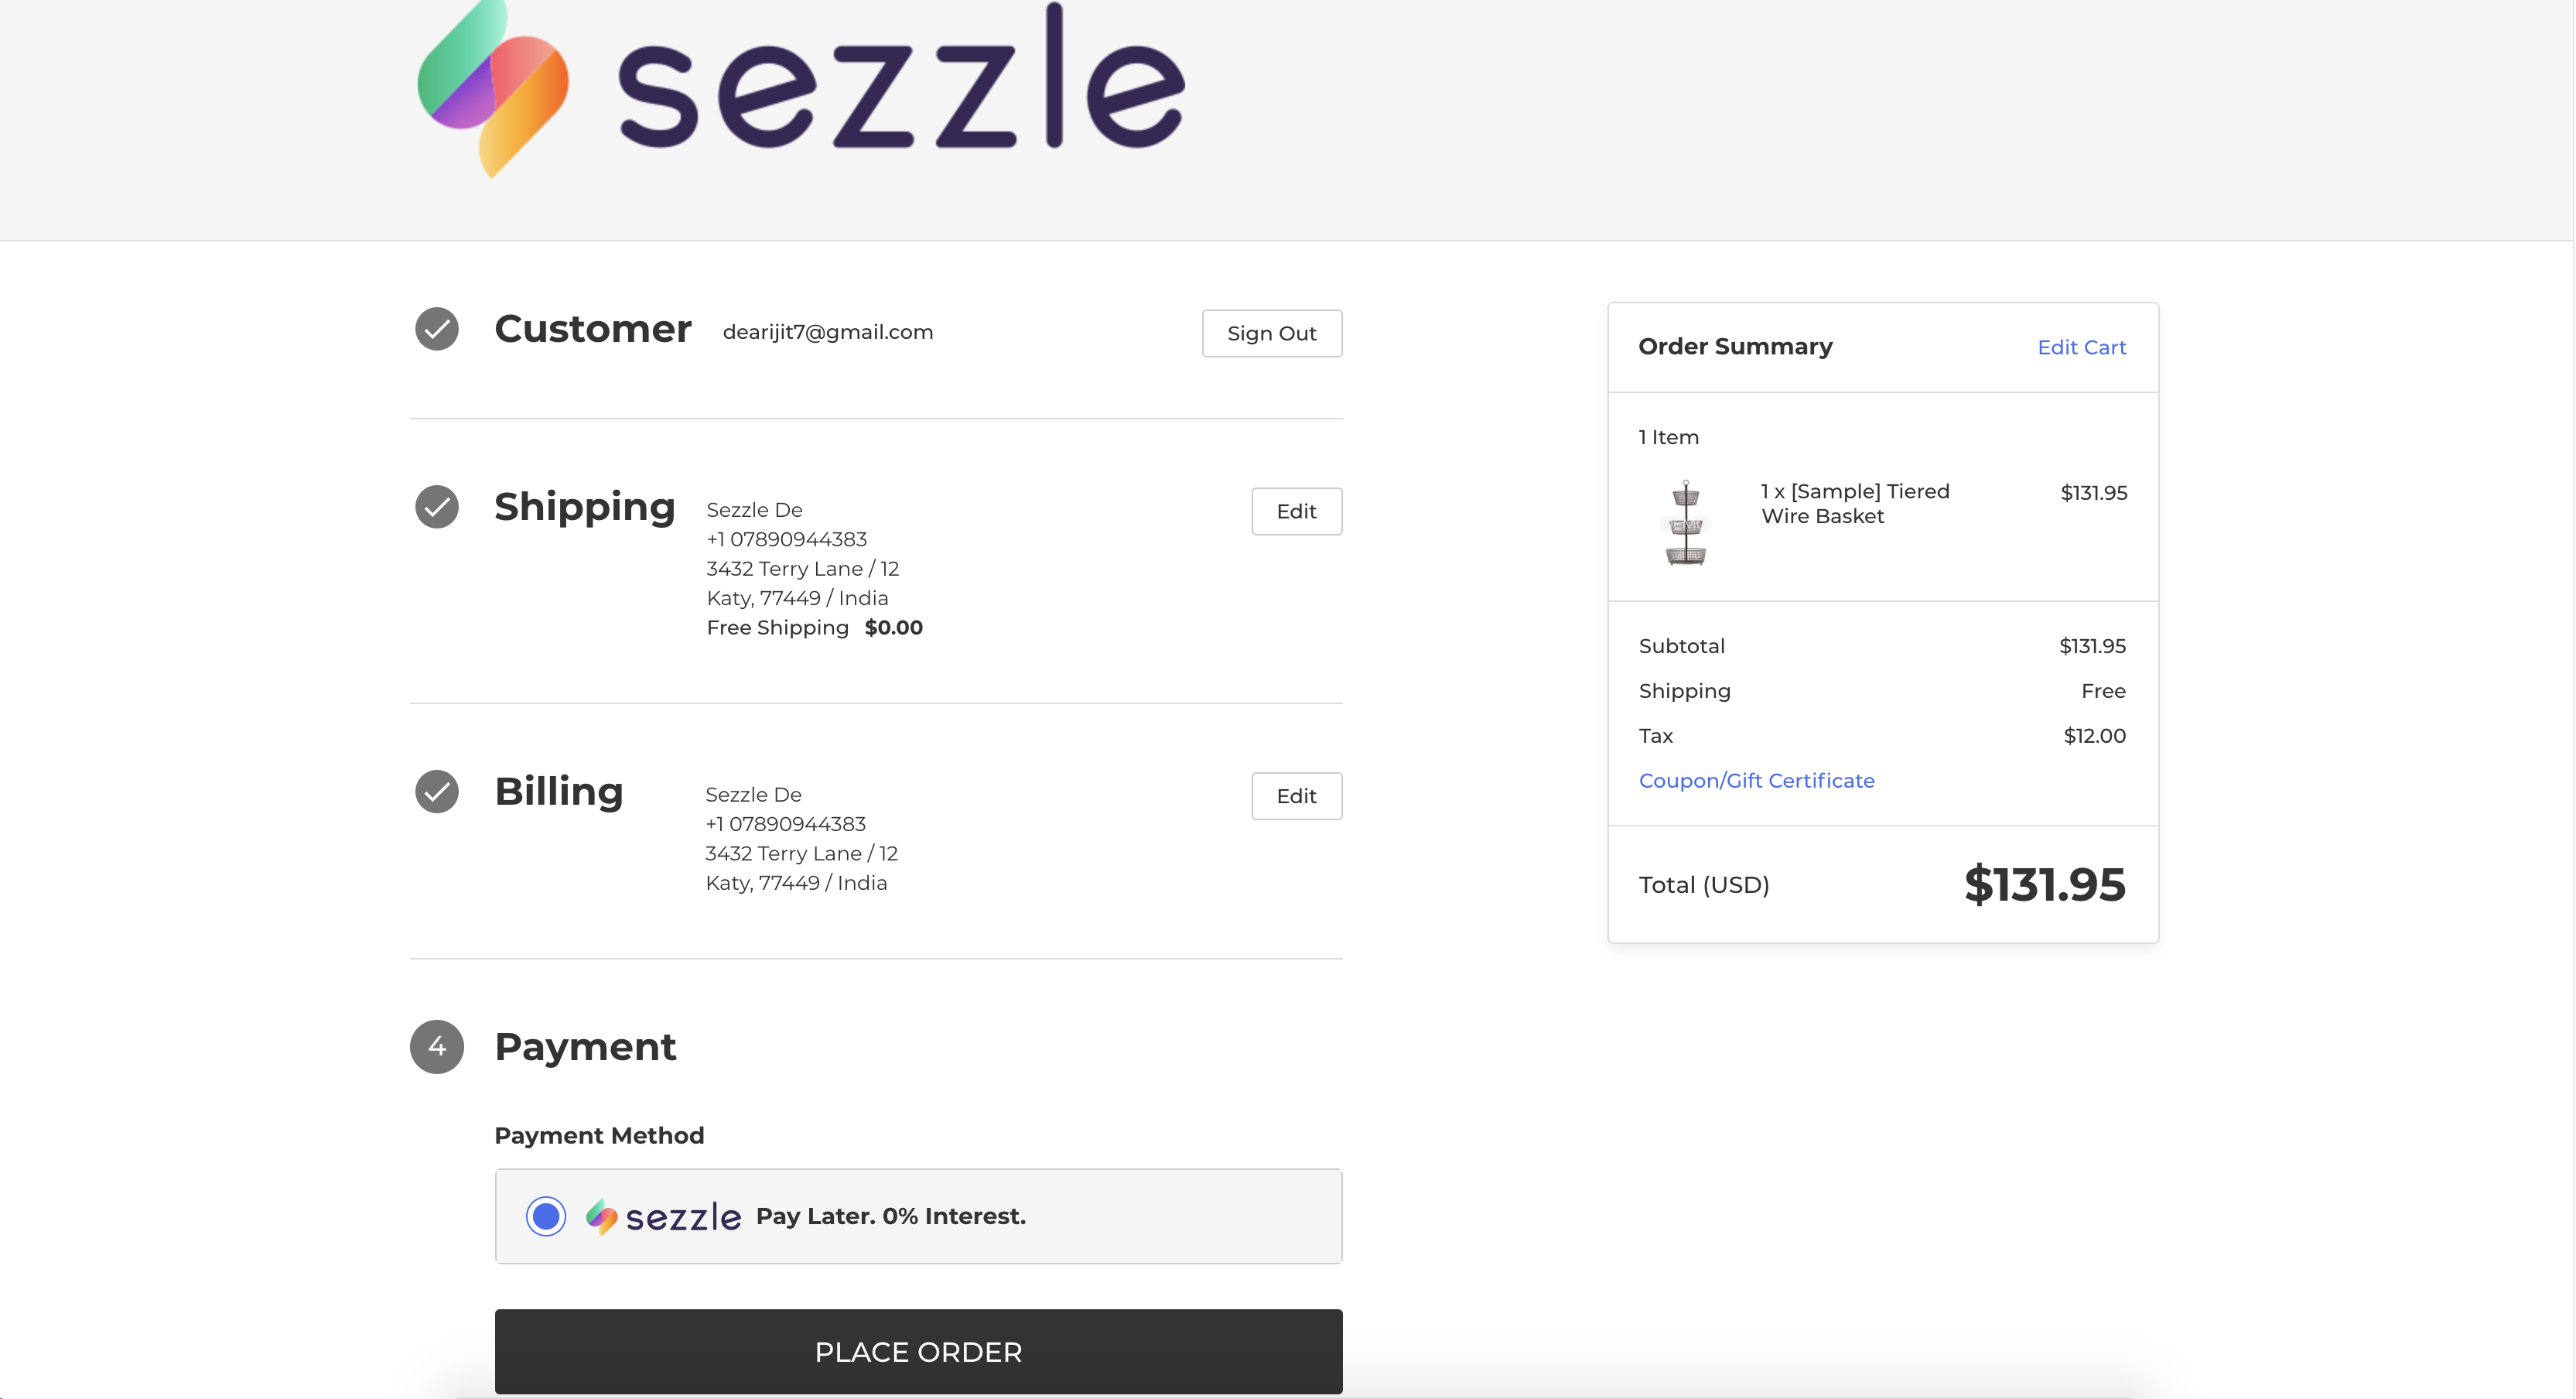 sezzle
Customer dearijit7@gmail.com Sign Out
Shipping Sezzle De Edit
+1 07890944383
3432 Terry Lane / 12
Katy, 77449 / India
Free Shipping $0.00
Billing Sezzle De Edit
+1 07890944383
3432 Terry Lane / 12
Katy, 77449 / India
4 Payment
Payment Method
sezzle Pay Later. 0% Interest.
PLACE ORDER
Order Summary Edit Cart
1 Item
1 x [Sample] Tiered $131.95
Wire Basket
Subtotal $131.95
Shipping Free
Tax $12.00
Coupon/Gift Certificate
Total (USD) $131.95